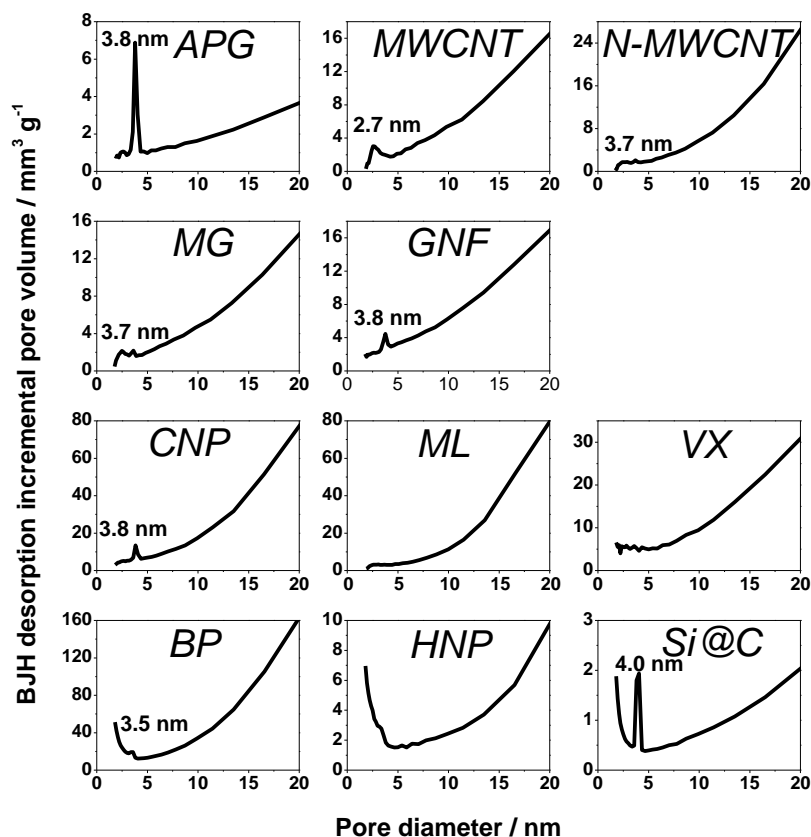 BJH desorption incremental pore volume / mm³ g⁻¹
APG
3.8 nm
8
6
4
2
0
0 5 10 15 20
MWCNT
2.7 nm
16
12
8
4
0
0 5 10 15 20
N-MWCNT
3.7 nm
24
16
8
0
0 5 10 15 20
MG
3.7 nm
16
12
8
4
0
0 5 10 15 20
GNF
3.8 nm
16
12
8
4
0
0 5 10 15 20
CNP
3.8 nm
80
60
40
20
0
0 5 10 15 20
ML
80
60
40
20
0
0 5 10 15 20
VX
30
20
10
0
0 5 10 15 20
BP
3.5 nm
160
120
80
40
0
0 5 10 15 20
HNP
10
8
6
4
2
0
0 5 10 15 20
Si@C
4.0 nm
3
2
1
0
0 5 10 15 20
Pore diameter / nm